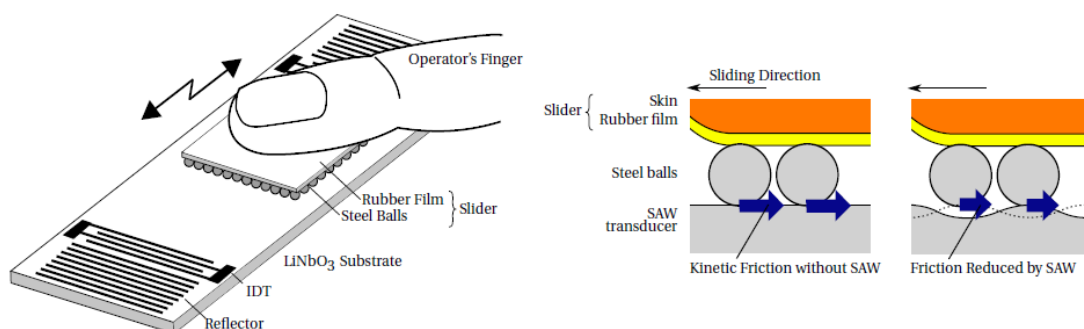 Operator's Finger
Rubber Film
Steel Balls
Slider
LiNbO3 Substrate
IDT
Reflector
Sliding Direction
Slider
Skin
Rubber film
Steel balls
SAW
transducer
Kinetic Friction without SAW
Friction Reduced by SAW